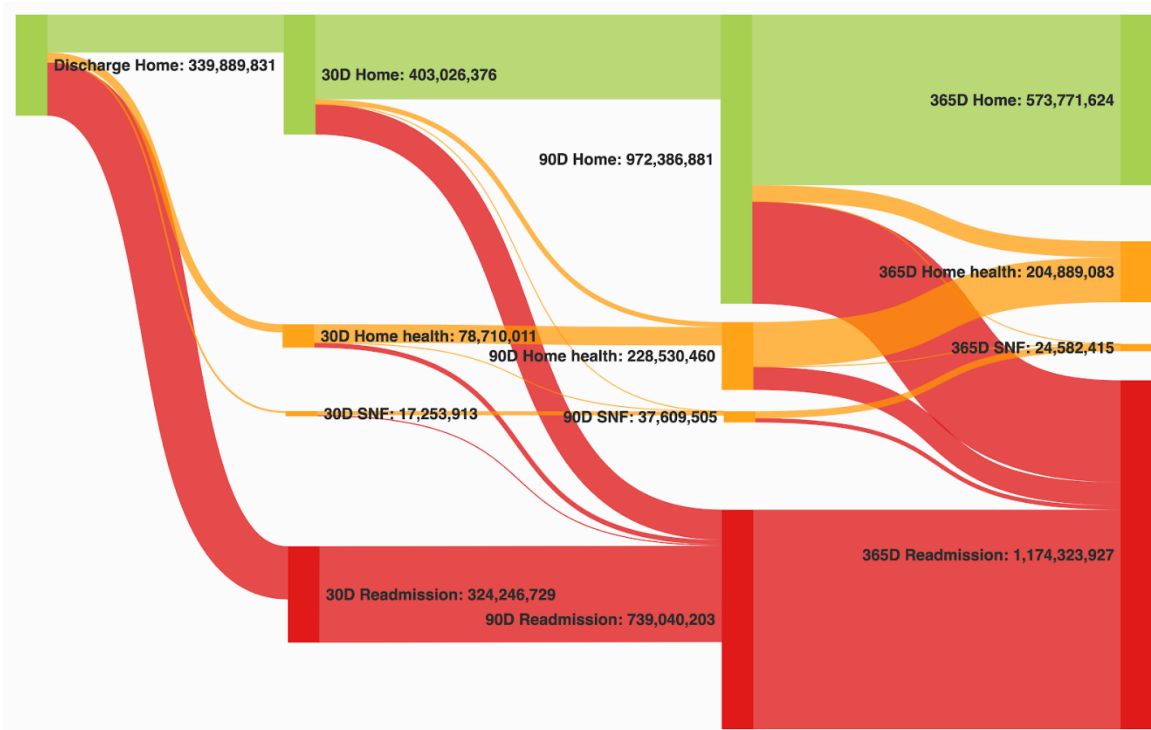 Discharge Home: 339,889,831
30D Home: 403,026,376
365D Home: 573,771,624
90D Home: 972,386,881
365D Home health: 204,889,083
30D Home health: 78,710,011
365D SNF: 24,582,415
90D Home health: 228,530,460
30D SNF: 17,253,913
90D SNF: 37,609,505
365D Readmission: 1,174,323,927
30D Readmission: 324,246,729
90D Readmission: 739,040,203